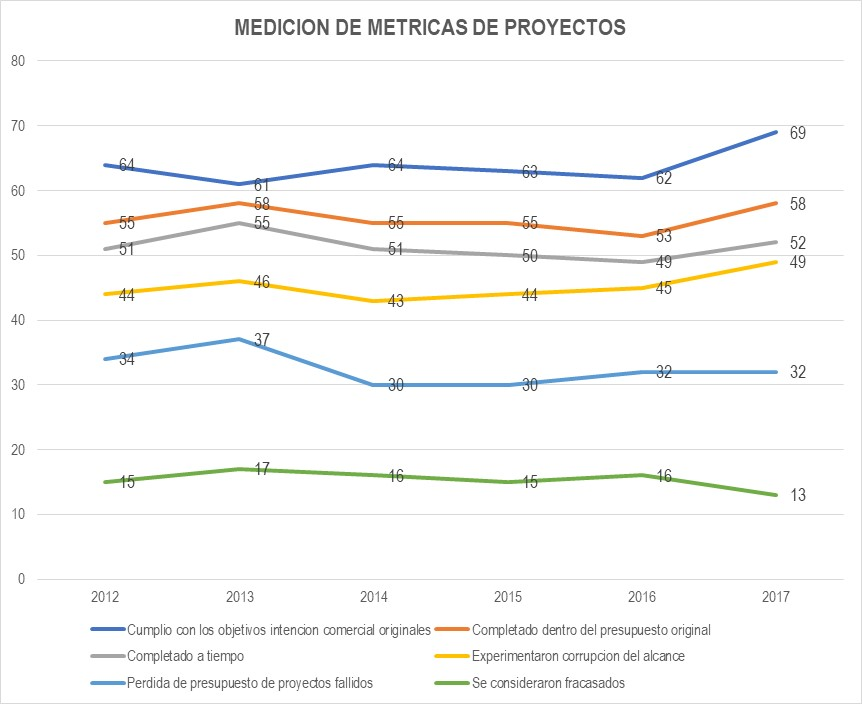 MEDICION DE METRICAS DE PROYECTOS
80
70
60
50
40
30
20
10
0
64 61 64 63 62 69
55 58 55 55 53 58
51 55 51 50 49 52
44 46 43 44 45 49
34 37 30 30 32 32
15 17 16 15 16 13
2012 2013 2014 2015 2016 2017
Cumplio con los objetivos intencion comercial originales Completado dentro del presupuesto original
Completado a tiempo Experimentaron corrupcion del alcance
Perdida de presupuesto de proyectos fallidos Se consideraron fracasados